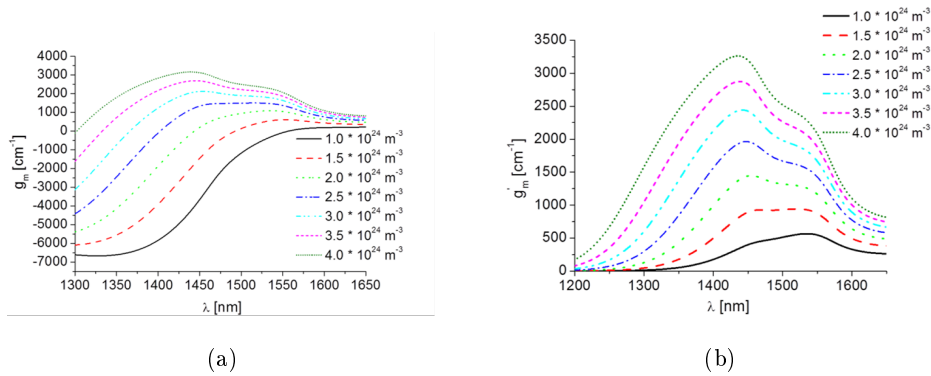 4000
3000
2000
1000
0
-1000
-2000
-3000
-4000
-5000
-6000
-7000
gm [cm-1]
1300 1350 1400 1450 1500 1550 1600 1650
λ [nm]
1.0 * 10^24 m-3
1.5 * 10^24 m-3
2.0 * 10^24 m-3
2.5 * 10^24 m-3
3.0 * 10^24 m-3
3.5 * 10^24 m-3
4.0 * 10^24 m-3
(a)
1.0 * 10^24 m-3
1.5 * 10^24 m-3
2.0 * 10^24 m-3
2.5 * 10^24 m-3
3.0 * 10^24 m-3
3.5 * 10^24 m-3
4.0 * 10^24 m-3
3500
3000
2500
2000
1500
1000
500
0
g'm [cm-1]
1200 1300 1400 1500 1600
λ [nm]
(b)